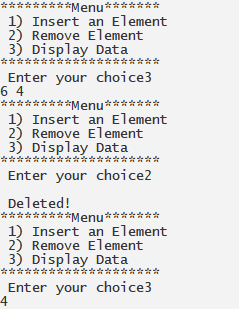 *********Menu*******
1) Insert an Element
2) Remove Element
3) Display Data
********************
Enter your choice3
6 4
*********Menu*******
1) Insert an Element
2) Remove Element
3) Display Data
********************
Enter your choice2
Deleted!
*********Menu*******
1) Insert an Element
2) Remove Element
3) Display Data
********************
Enter your choice3
4